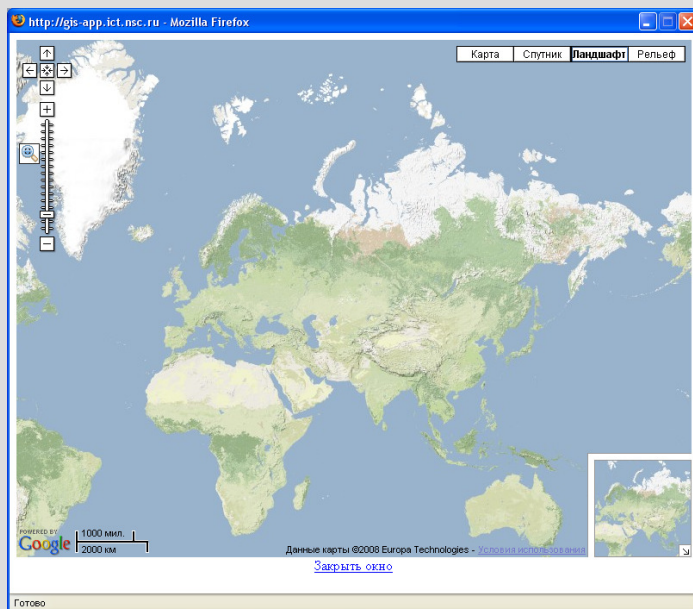 http://gis-app.ict.nsc.ru - Mozilla Firefox
Карта Спутник Ландшафт Рельеф
POWERED BY
Google
1000 мил.
2000 км
Данные карты ©2008 Europa Technologies - Условия использования
Закрыть окно
Готово